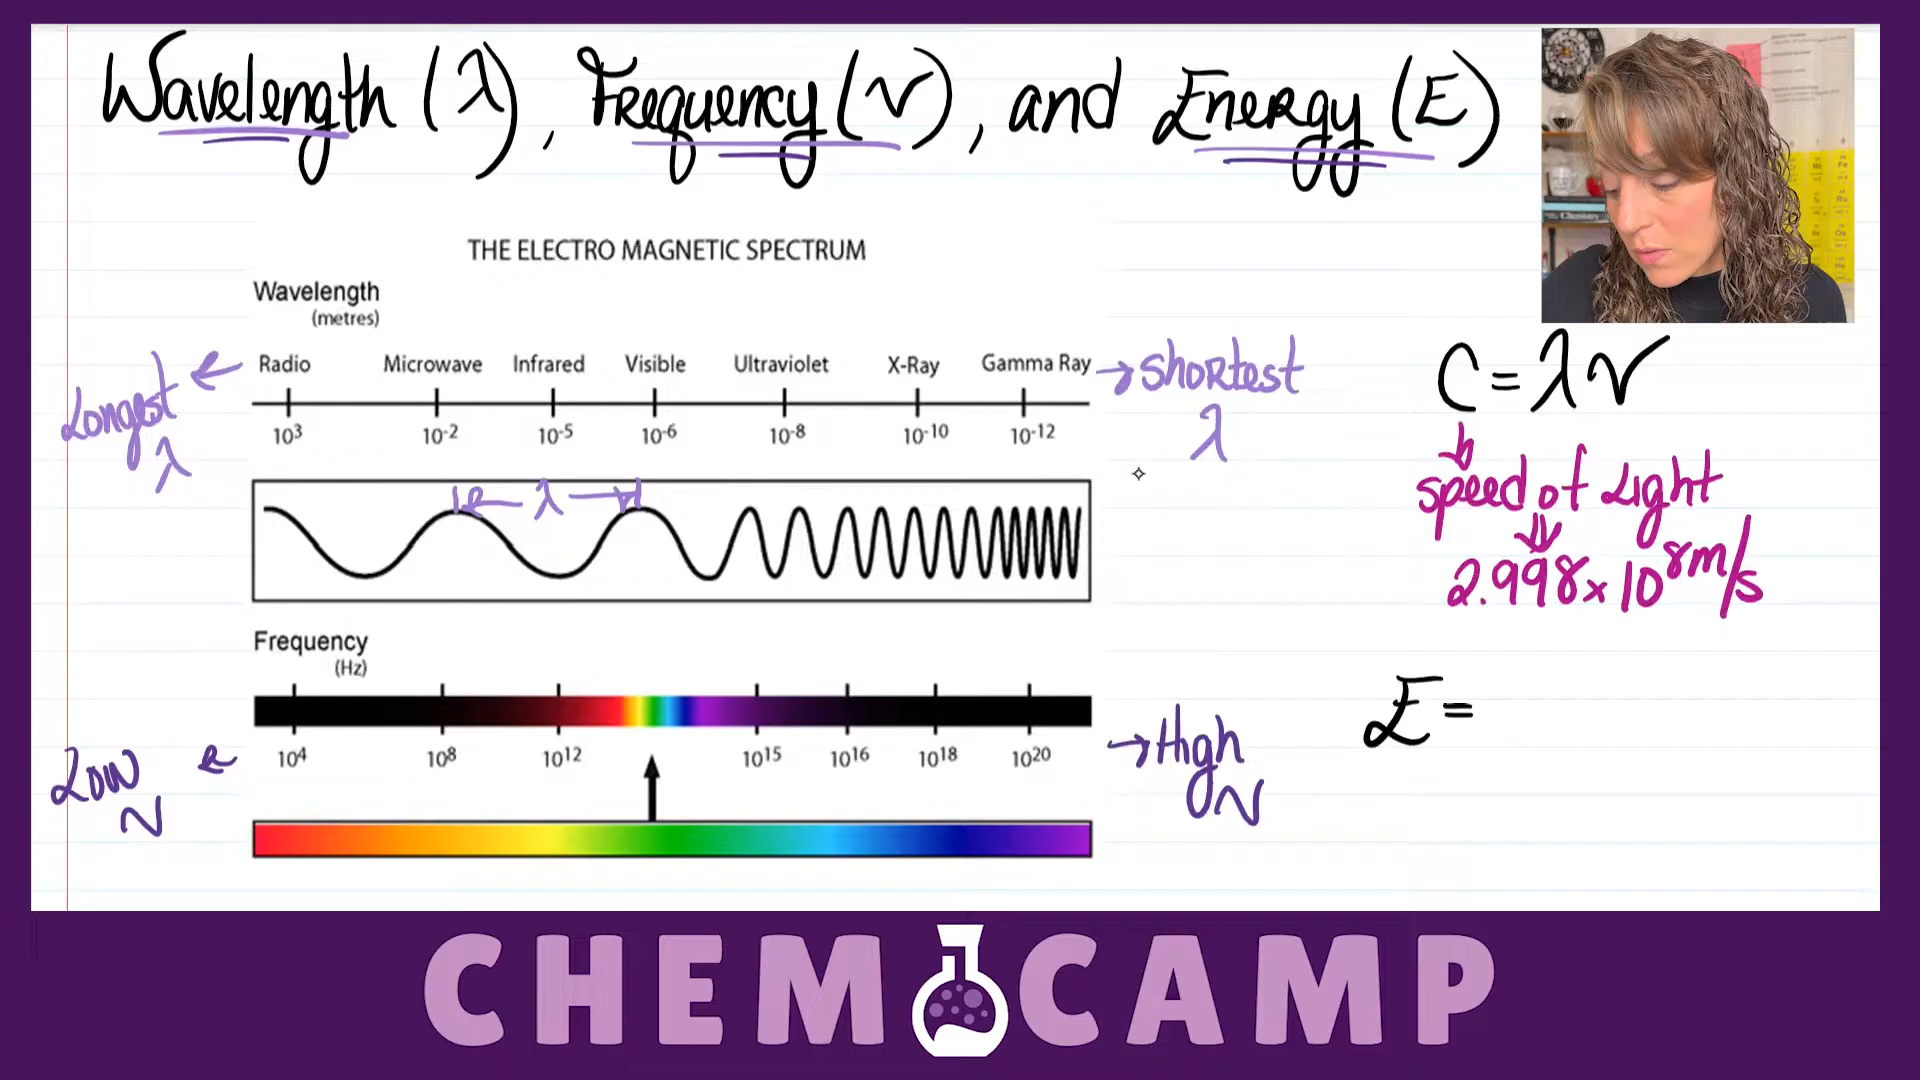 Wavelength (λ), Frequency (ν), and Energy (E)
THE ELECTRO MAGNETIC SPECTRUM
Wavelength
(metres)
Radio Microwave Infrared Visible Ultraviolet X-Ray Gamma Ray
10³ 10⁻² 10⁻⁵ 10⁻⁶ 10⁻⁸ 10⁻¹⁰ 10⁻¹²
Longest
λ
Shortest
λ
λ
Frequency
(Hz)
10⁴ 10⁸ 10¹² 10¹⁵ 10¹⁶ 10¹⁸ 10²⁰
Low
ν
High
ν
C = λν
speed of Light
2.998 x 10⁸ m/s
E =
CHEM CAMP